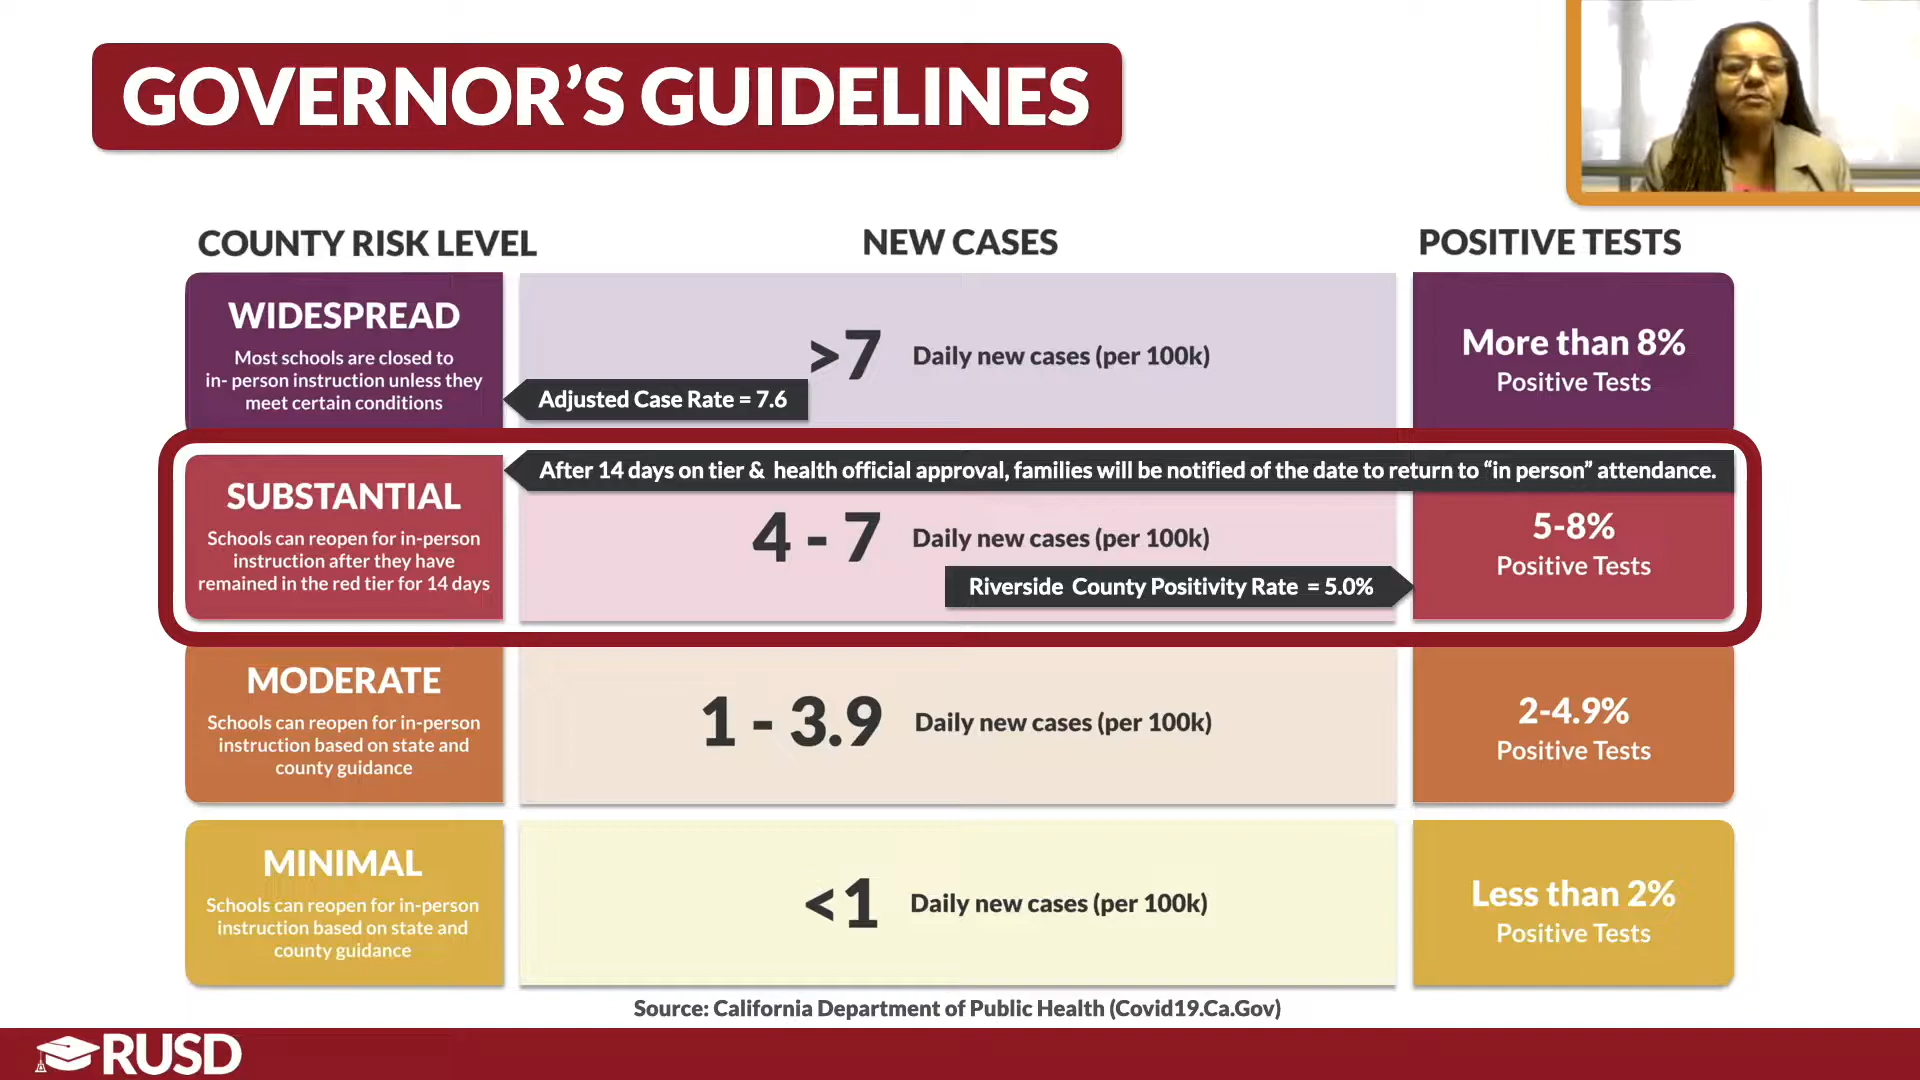 GOVERNOR'S GUIDELINES
COUNTY RISK LEVEL
NEW CASES
POSITIVE TESTS
WIDESPREAD
Most schools are closed to
in- person instruction unless they
meet certain conditions
>7 Daily new cases (per 100k)
Adjusted Case Rate = 7.6
More than 8%
Positive Tests
After 14 days on tier & health official approval, families will be notified of the date to return to “in person” attendance.
SUBSTANTIAL
Schools can reopen for in-person
instruction after they have
remained in the red tier for 14 days
4 - 7 Daily new cases (per 100k)
Riverside County Positivity Rate = 5.0%
5-8%
Positive Tests
MODERATE
Schools can reopen for in-person
instruction based on state and
county guidance
1 - 3.9 Daily new cases (per 100k)
2-4.9%
Positive Tests
MINIMAL
Schools can reopen for in-person
instruction based on state and
county guidance
<1 Daily new cases (per 100k)
Less than 2%
Positive Tests
Source: California Department of Public Health (Covid19.Ca.Gov)
RUSD